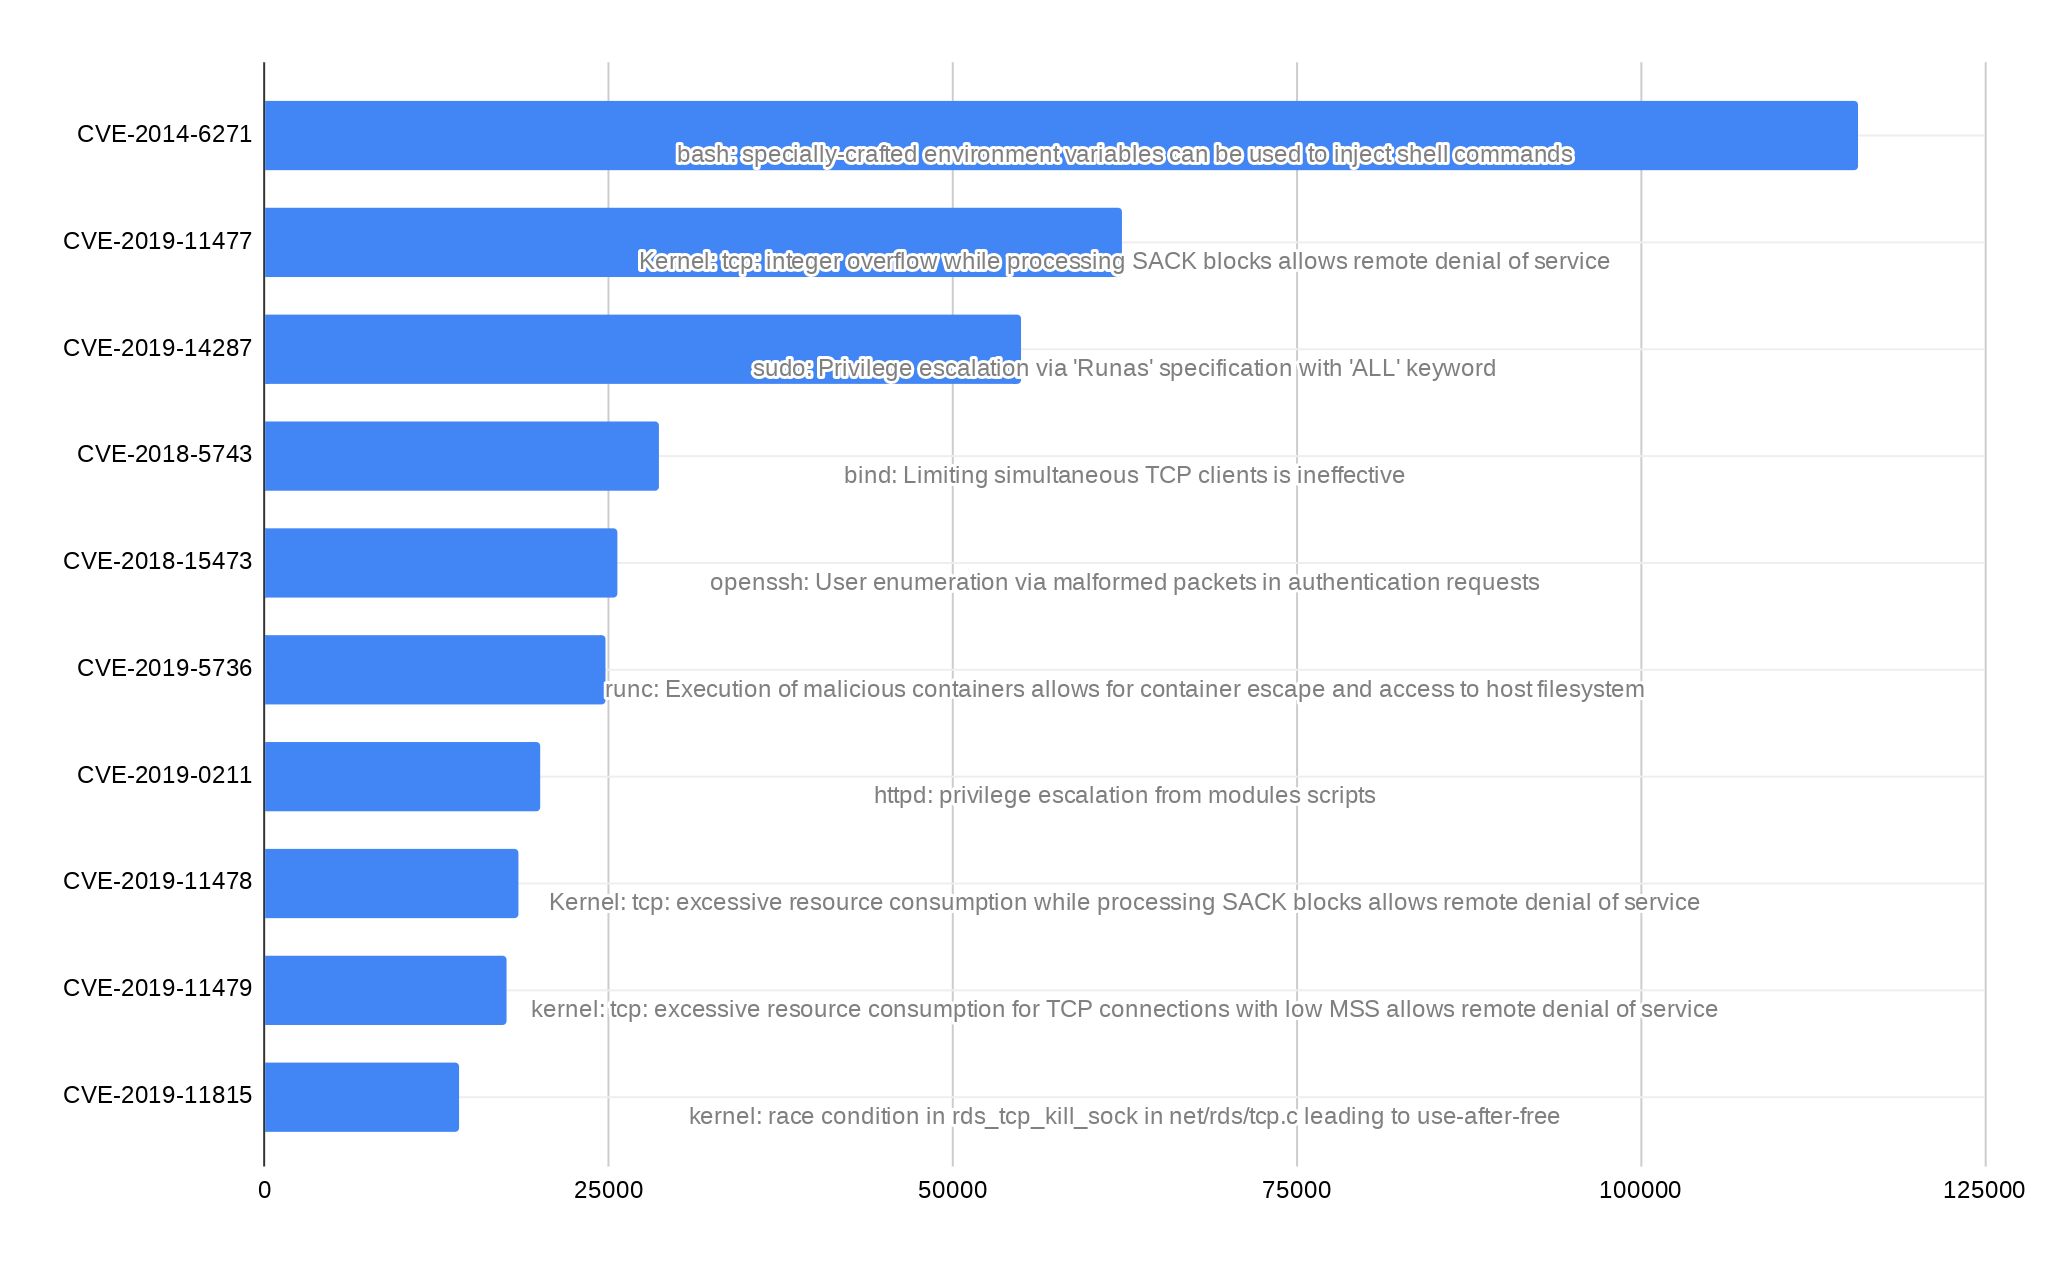 CVE-2014-6271
bash: specially-crafted environment variables can be used to inject shell commands
CVE-2019-11477
Kernel: tcp: integer overflow while processing SACK blocks allows remote denial of service
CVE-2019-14287
sudo: Privilege escalation via 'Runas' specification with 'ALL' keyword
CVE-2018-5743
bind: Limiting simultaneous TCP clients is ineffective
CVE-2018-15473
openssh: User enumeration via malformed packets in authentication requests
CVE-2019-5736
runc: Execution of malicious containers allows for container escape and access to host filesystem
CVE-2019-0211
httpd: privilege escalation from modules scripts
CVE-2019-11478
Kernel: tcp: excessive resource consumption while processing SACK blocks allows remote denial of service
CVE-2019-11479
kernel: tcp: excessive resource consumption for TCP connections with low MSS allows remote denial of service
CVE-2019-11815
kernel: race condition in rds_tcp_kill_sock in net/rds/tcp.c leading to use-after-free
0 25000 50000 75000 100000 125000